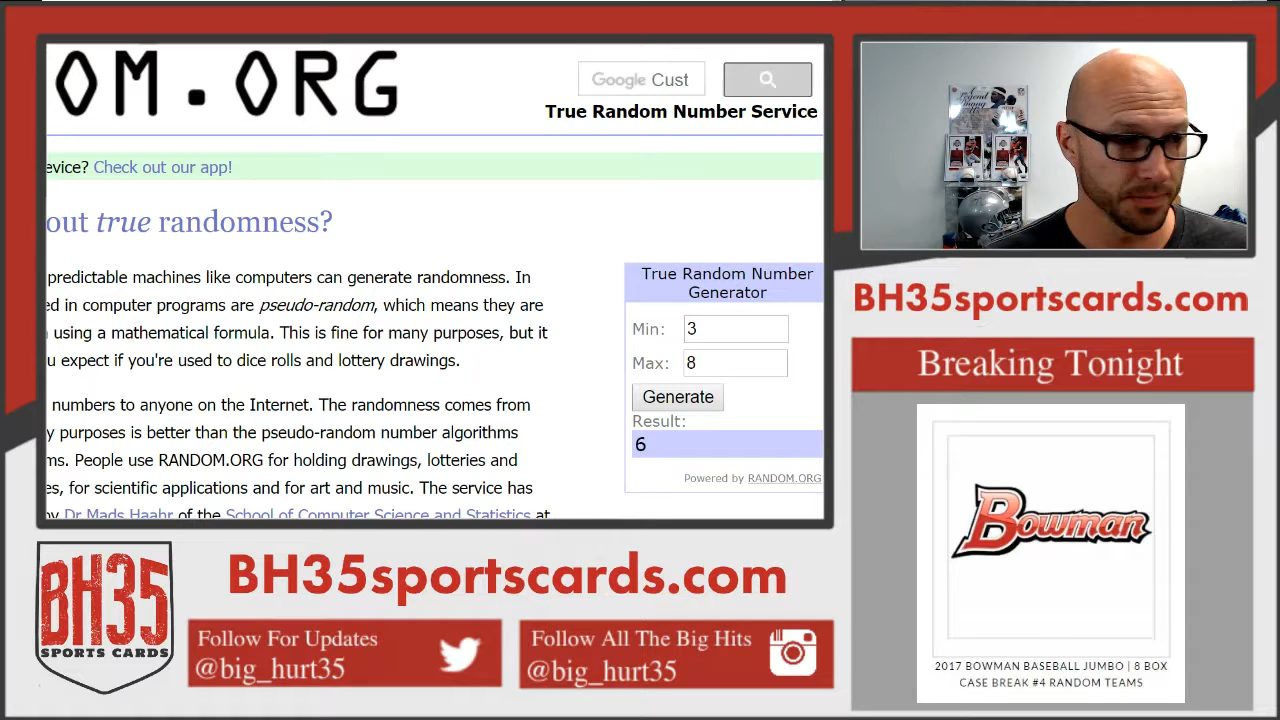 OM.ORG
Google Cust
True Random Number Service
evice? Check out our app!
out true randomness?
predictable machines like computers can generate randomness. In
ed in computer programs are pseudo-random, which means they are
using a mathematical formula. This is fine for many purposes, but it
u expect if you're used to dice rolls and lottery drawings.
numbers to anyone on the Internet. The randomness comes from
y purposes is better than the pseudo-random number algorithms
ms. People use RANDOM.ORG for holding drawings, lotteries and
es, for scientific applications and for art and music. The service has
by Dr Mads Haahr of the School of Computer Science and Statistics at
True Random Number
Generator
Min: 3
Max: 8
Generate
Result:
6
Powered by RANDOM.ORG
BH35sportscards.com
Breaking Tonight
Bowman
2017 BOWMAN BASEBALL JUMBO | 8 BOX
CASE BREAK #4 RANDOM TEAMS
BH35
SPORTS CARDS
BH35sportscards.com
Follow For Updates
@big_hurt35
Follow All The Big Hits
@big_hurt35